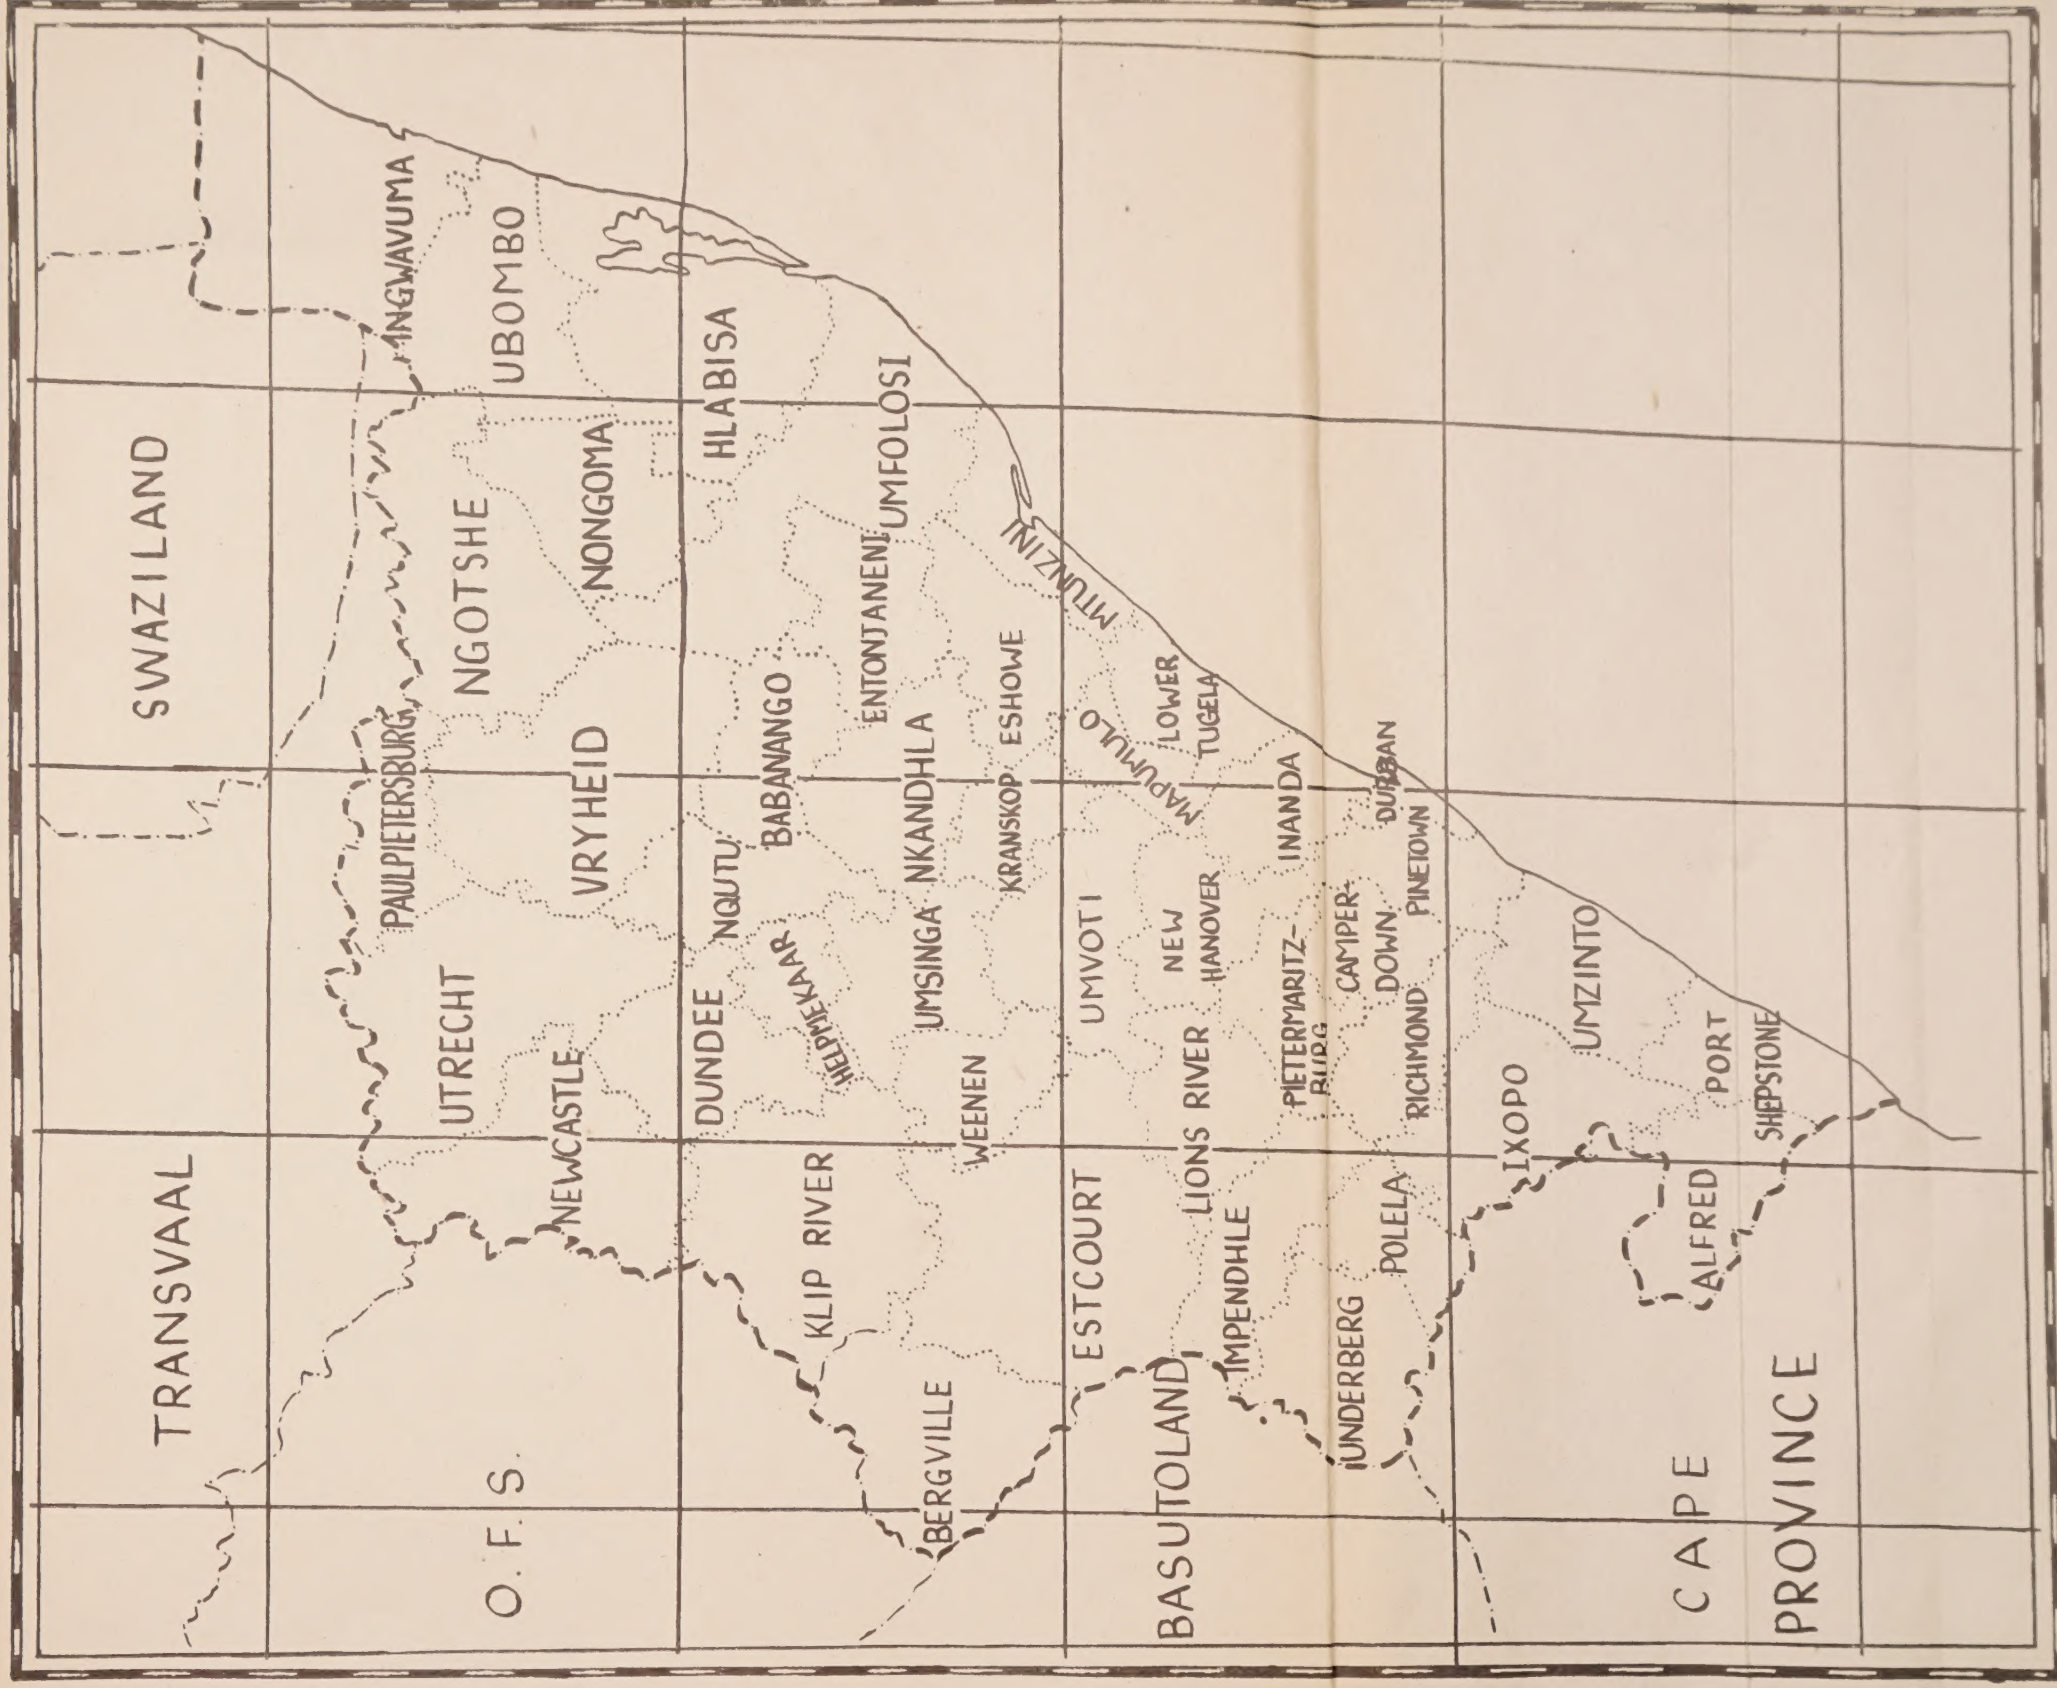 TRANSVAAL
SWAZILAND
O.F.S.
UTRECHT
PAULPIETERSBURG
NGOTSHE
INGWAVUMA
NEWCASTLE
VRYHEID
NONGOMA
UBOMBO
DUNDEE
NQUTU
HLABISA
KLIP RIVER
HELPMEKAAR
BABANANGO
ENTONJANENI
UMFOLOSI
BERGVILLE
WEENEN
UMSINGA
NKANDHLA
KRANSKOP
ESHOWE
MTUNZINI
ESTCOURT
UMVOTI
MAPUMULO
BASUTOLAND
LIONS RIVER
NEW
HANOVER
LOWER
TUGELA
IMPENDHLE
PIETERMARITZ-
BURG
INANDA
UNDERBERG
POLELA
CAMPER-
DOWN
RICHMOND
PINETOWN
DURBAN
IXOPO
UMZINTO
CAPE
PROVINCE
ALFRED
PORT
SHEPSTONE